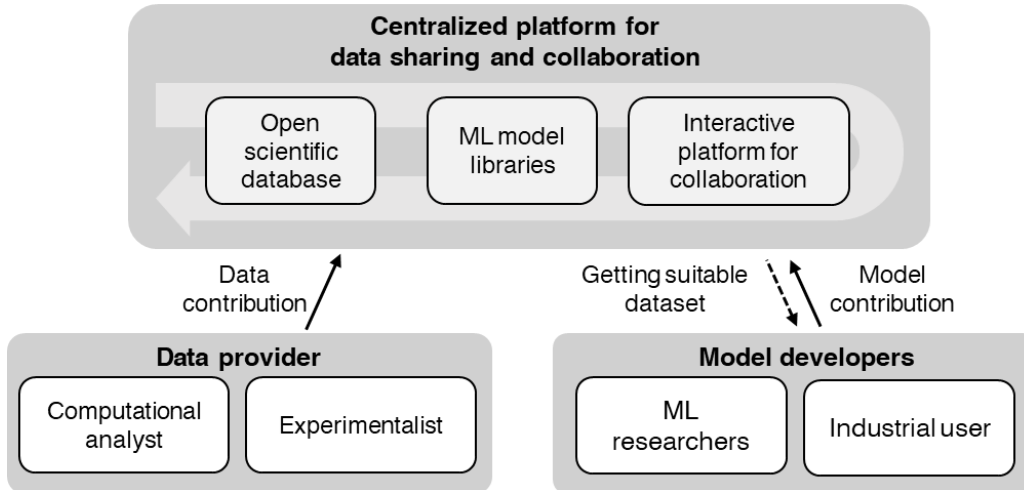 Centralized platform for
data sharing and collaboration
Open
scientific
database
ML model
libraries
Interactive
platform for
collaboration
Data
contribution
Getting suitable
dataset
Model
contribution
Data provider
Computational
analyst
Experimentalist
Model developers
ML
researchers
Industrial user